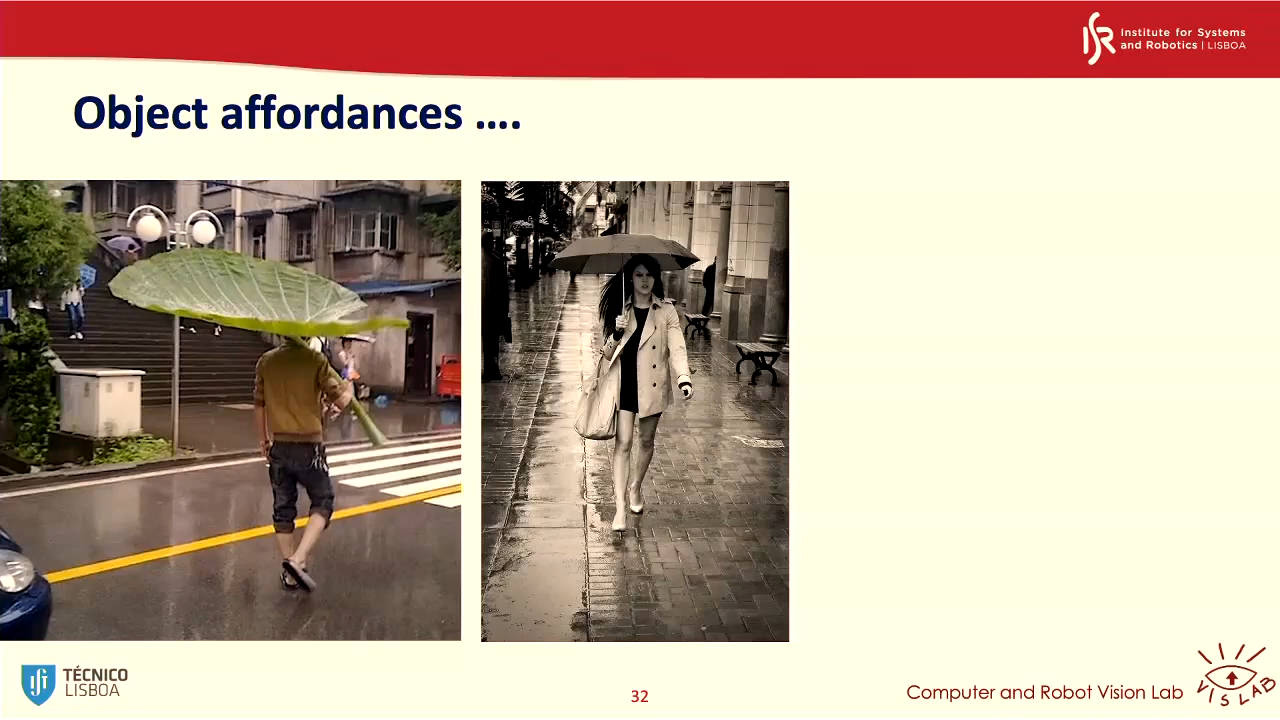 Institute for Systems
and Robotics | LISBOA
Object affordances ....
TÉCNICO
LISBOA
32
Computer and Robot Vision Lab
VISLAB